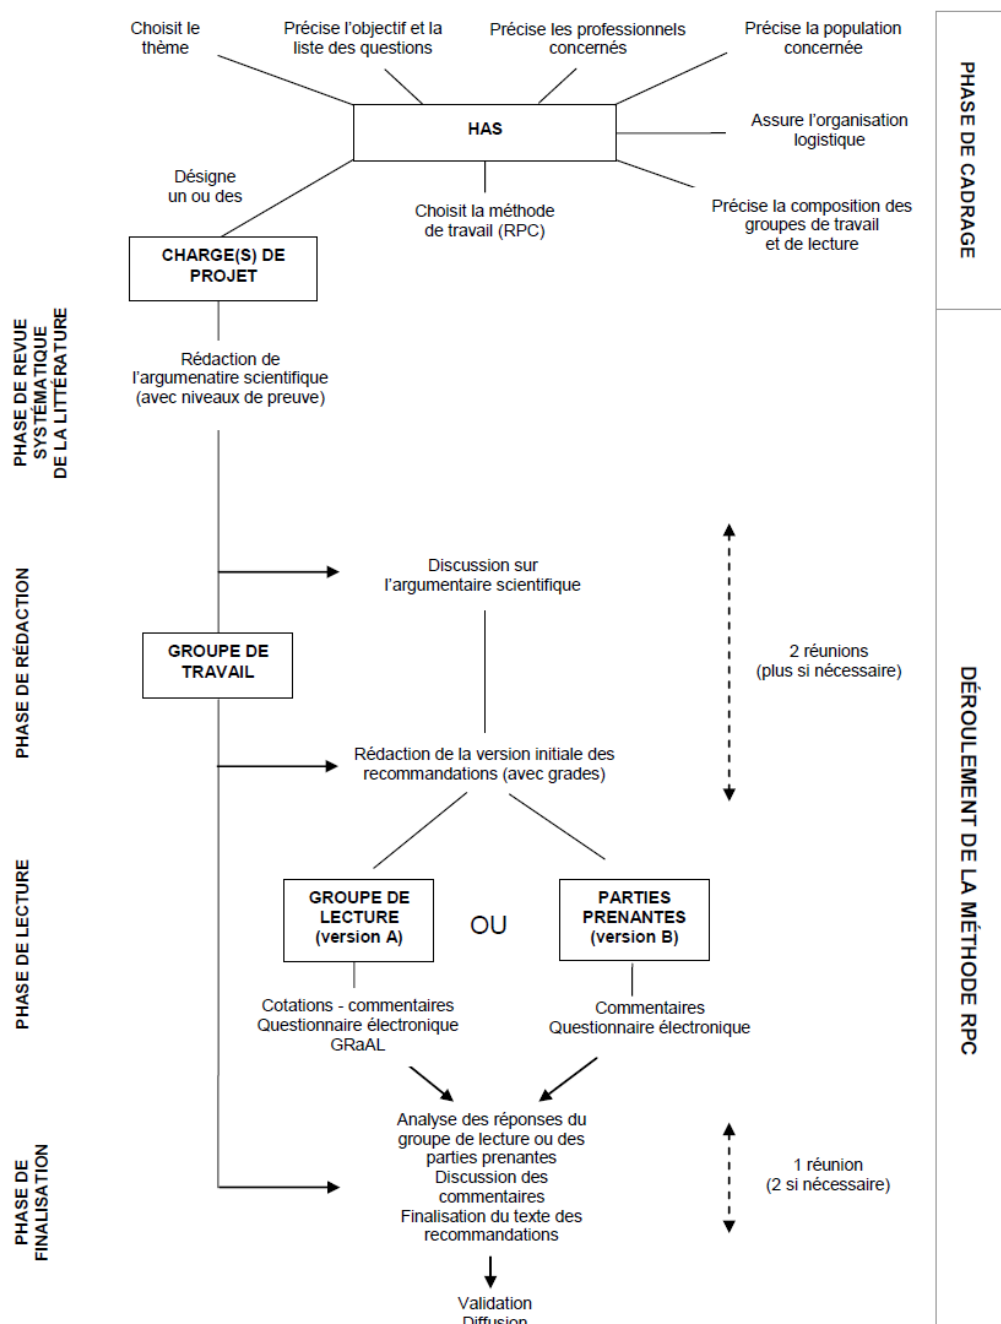 Choisit le
thème
Précise l'objectif et la
liste des questions
Précise les professionnels
concernés
Précise la population
concernée
HAS
Assure l'organisation
logistique
Désigne
un ou des
Choisit la méthode
de travail (RPC)
Précise la composition des
groupes de travail
et de lecture
PHASE DE CADRAGE
CHARGE(S) DE
PROJET
PHASE DE REVUE
SYSTÉMATIQUE
DE LA LITTÉRATURE
Rédaction de
l'argumenatire scientifique
(avec niveaux de preuve)
PHASE DE RÉDACTION
Discussion sur
l'argumentaire scientifique
GROUPE DE
TRAVAIL
2 réunions
(plus si nécessaire)
Rédaction de la version initiale des
recommandations (avec grades)
DÉROULEMENT DE LA MÉTHODE RPC
PHASE DE LECTURE
GROUPE DE
LECTURE
(version A)
OU
PARTIES
PRENANTES
(version B)
Cotations - commentaires
Questionnaire électronique
GRaAL
Commentaires
Questionnaire électronique
PHASE DE
FINALISATION
Analyse des réponses du
groupe de lecture ou des
parties prenantes
Discussion des
commentaires
Finalisation du texte des
recommandations
1 réunion
(2 si nécessaire)
Validation
Diffusion